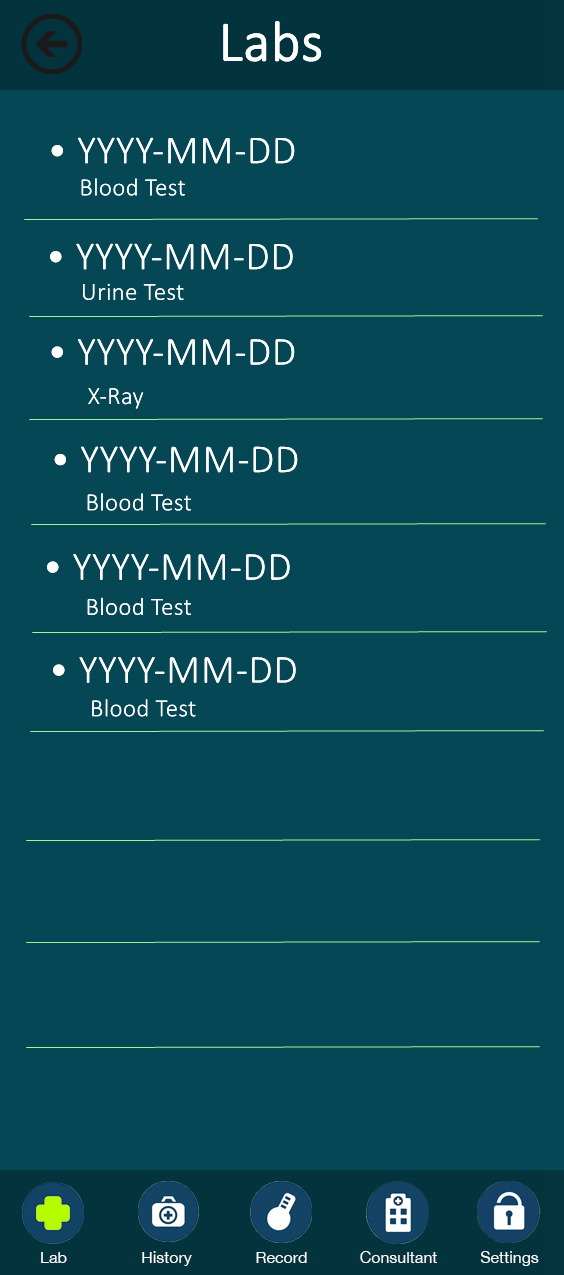 Labs
• YYYY-MM-DD
Blood Test
• YYYY-MM-DD
Urine Test
• YYYY-MM-DD
X-Ray
• YYYY-MM-DD
Blood Test
• YYYY-MM-DD
Blood Test
• YYYY-MM-DD
Blood Test
Lab History Record Consultant Settings